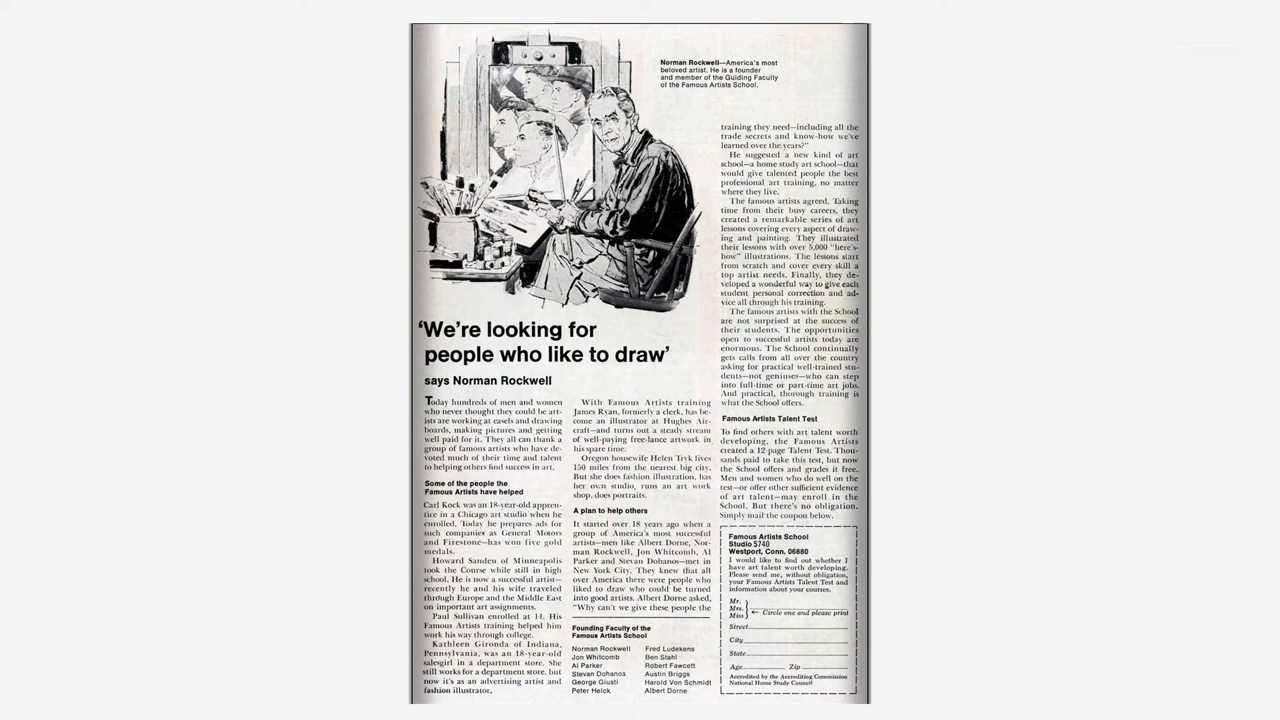 Norman Rockwell—America's most
beloved artist. He is a founder
and member of the Guiding Faculty
of the Famous Artists School.
'We're looking for
people who like to draw'
says Norman Rockwell
Today hundreds of men and women
who never thought they could be art-
ists are working at easels and drawing
boards, making pictures and getting
well paid for it. They all can thank a
group of famous artists who have de-
voted much of their time and talent
to helping others find success in art.
Some of the people the
Famous Artists have helped
Carl Kock was an 18-year-old appren-
tice in a Chicago art studio when he
enrolled. Today he prepares ads for
such companies as General Motors
and Firestone—has won five gold
medals.
Howard Sanden of Minneapolis
took the Course while still in high
school. He is now a successful artist—
recently he and his wife traveled
through Europe and the Middle East
on important art assignments.
Paul Sullivan enrolled at 14. His
Famous Artists training helped him
work his way through college.
Kathleen Gironda of Indiana,
Pennsylvania, was an 18-year-old
salesgirl in a department store. She
still works for a department store, but
now it's as an advertising artist and
fashion illustrator.
With Famous Artists training
James Ryan, formerly a clerk, has be-
come an illustrator at Hughes Air-
craft—and turns out a steady stream
of well-paying free-lance artwork in
his spare time.
Oregon housewife Helen Tryk lives
150 miles from the nearest big city.
But she does fashion illustration, has
her own studio, runs an art work
shop, does portraits.
A plan to help others
It started over 18 years ago when a
group of America's most successful
artists—men like Albert Dorne, Nor-
man Rockwell, Jon Whitcomb, Al
Parker and Stevan Dohanos—met in
New York City. They knew that all
over America there were people who
liked to draw who could be turned
into good artists. Albert Dorne asked,
"Why can't we give these people the
Founding Faculty of the
Famous Artists School
Norman Rockwell
Jon Whitcomb
Al Parker
Stevan Dohanos
George Giusti
Peter Helck
Fred Ludekens
Ben Stahl
Robert Fawcett
Austin Briggs
Harold Von Schmidt
Albert Dorne
training they need—including all the
trade secrets and know-how we've
learned over the years?"
He suggested a new kind of art
school—a home study art school—that
would give talented people the best
professional art training, no matter
where they live.
The famous artists agreed. Taking
time from their busy careers, they
created a remarkable series of art
lessons covering every aspect of draw-
ing and painting. They illustrated
their lessons with over 5,000 "here's-
how" illustrations. The lessons start
from scratch and cover every skill a
top artist needs. Finally, they de-
veloped a wonderful way to give each
student personal correction and ad-
vice all through his training.
The famous artists with the School
are not surprised at the success of
their students. The opportunities
open to successful artists today are
enormous. The School continually
gets calls from all over the country
asking for practical well-trained stu-
dents—not geniuses—who can step
into full-time or part-time art jobs.
And practical, thorough training is
what the School offers.
Famous Artists Talent Test
To find others with art talent worth
developing, the Famous Artists
created a 12-page Talent Test. Thou-
sands paid to take this test, but now
the School offers and grades it free.
Men and women who do well on the
test—or offer other sufficient evidence
of art talent—may enroll in the
School. But there's no obligation.
Simply mail the coupon below.
Famous Artists School
Studio 5740
Westport, Conn. 06880
I would like to find out whether I
have art talent worth developing.
Please send me, without obligation,
your Famous Artists Talent Test and
information about your courses.
Mr.
Mrs.
Miss
← Circle one and please print
Street
City
State
Age Zip
Accredited by the Accrediting Commission
National Home Study Council